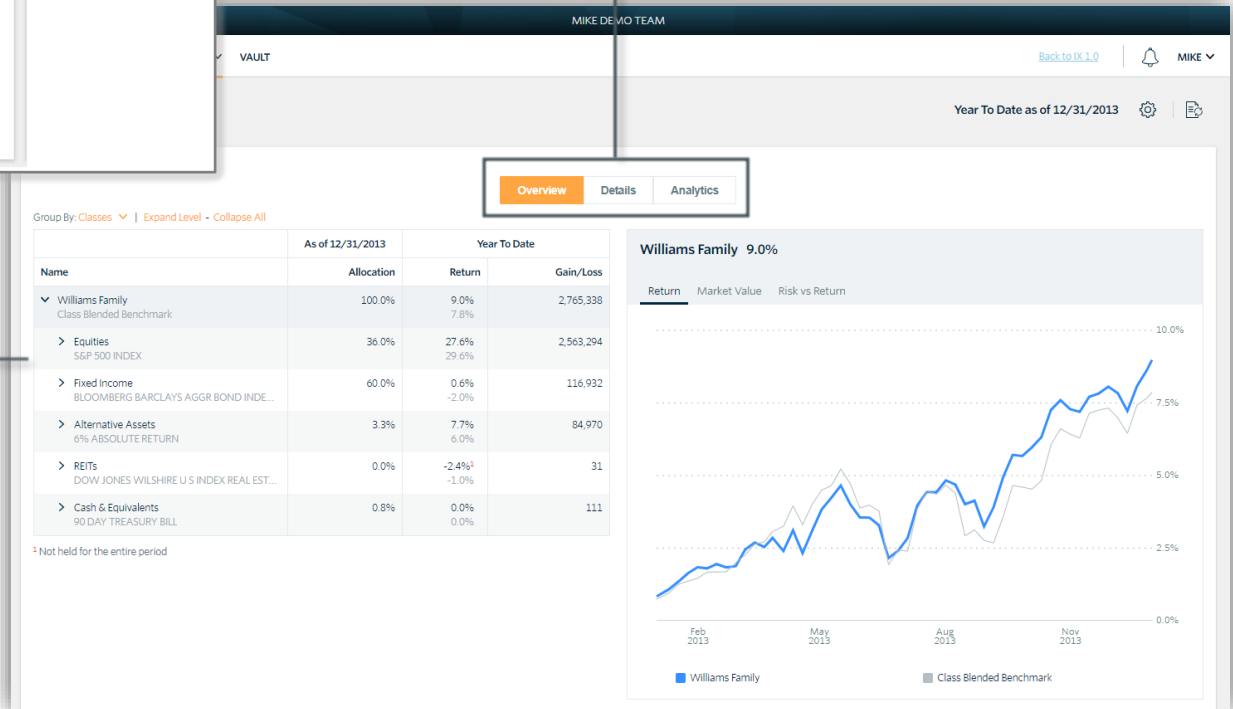 MIKE DEMO TEAM
VAULT
Back to IX 1.0
MIKE
Year To Date as of 12/31/2013
Overview Details Analytics
Group By: Classes | Expand Level - Collapse All
As of 12/31/2013 Year To Date
Name Allocation Return Gain/Loss
Williams Family 100.0% 9.0% 2,765,338
Class Blended Benchmark 7.8%
Equities 36.0% 27.6% 2,563,294
S&P 500 INDEX 29.6%
Fixed Income 60.0% 0.6% 116,932
BLOOMBERG BARCLAYS AGGR BOND INDE... -2.0%
Alternative Assets 3.3% 7.7% 84,970
6% ABSOLUTE RETURN 6.0%
REITs 0.0% -2.4%¹ 31
DOW JONES WILSHIRE U S INDEX REAL EST... -1.0%
Cash & Equivalents 0.8% 0.0% 111
90 DAY TREASURY BILL 0.0%
¹ Not held for the entire period
Williams Family 9.0%
Return Market Value Risk vs Return
10.0%
7.5%
5.0%
2.5%
0.0%
Feb May Aug Nov
2013 2013 2013 2013
Williams Family Class Blended Benchmark